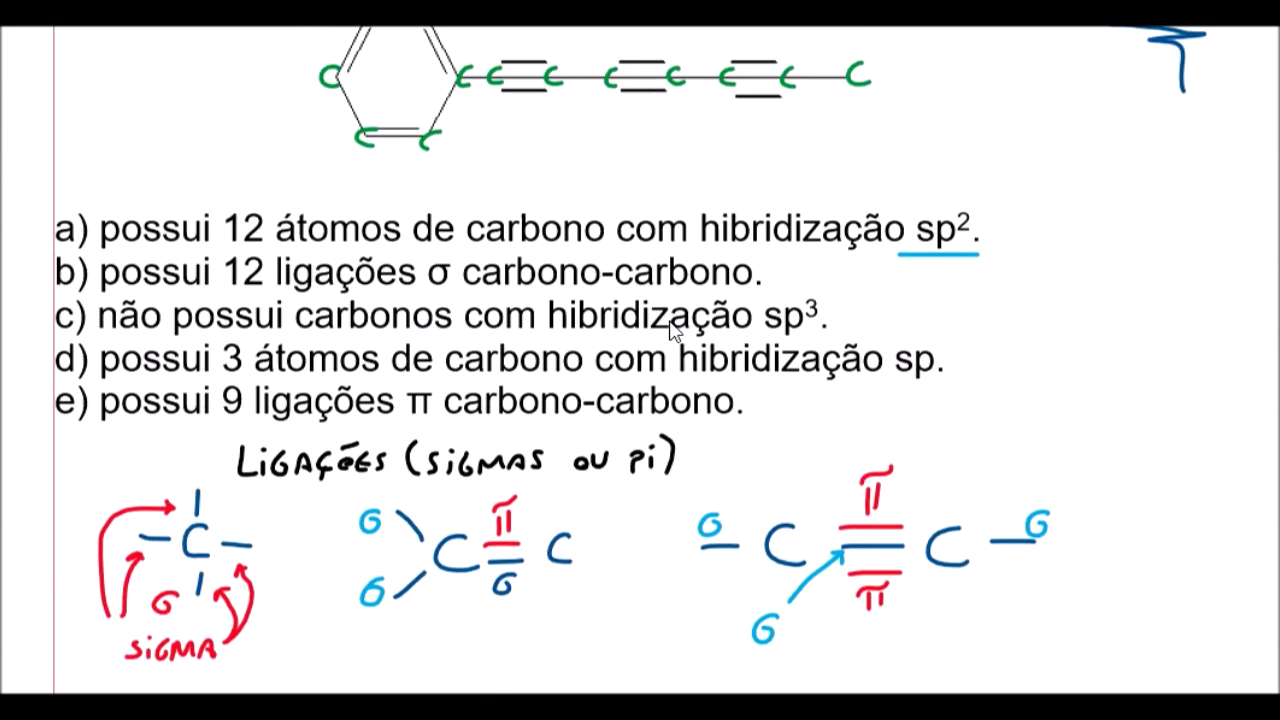 C C C C C C C C
C C
a) possui 12 átomos de carbono com hibridização sp².
b) possui 12 ligações σ carbono-carbono.
c) não possui carbonos com hibridização sp³.
d) possui 3 átomos de carbono com hibridização sp.
e) possui 9 ligações π carbono-carbono.
LIGAÇÕES (SIGMAS OU PI)
π π
σ σ σ
C C C C C
σ σ σ π
σ
SIGMA